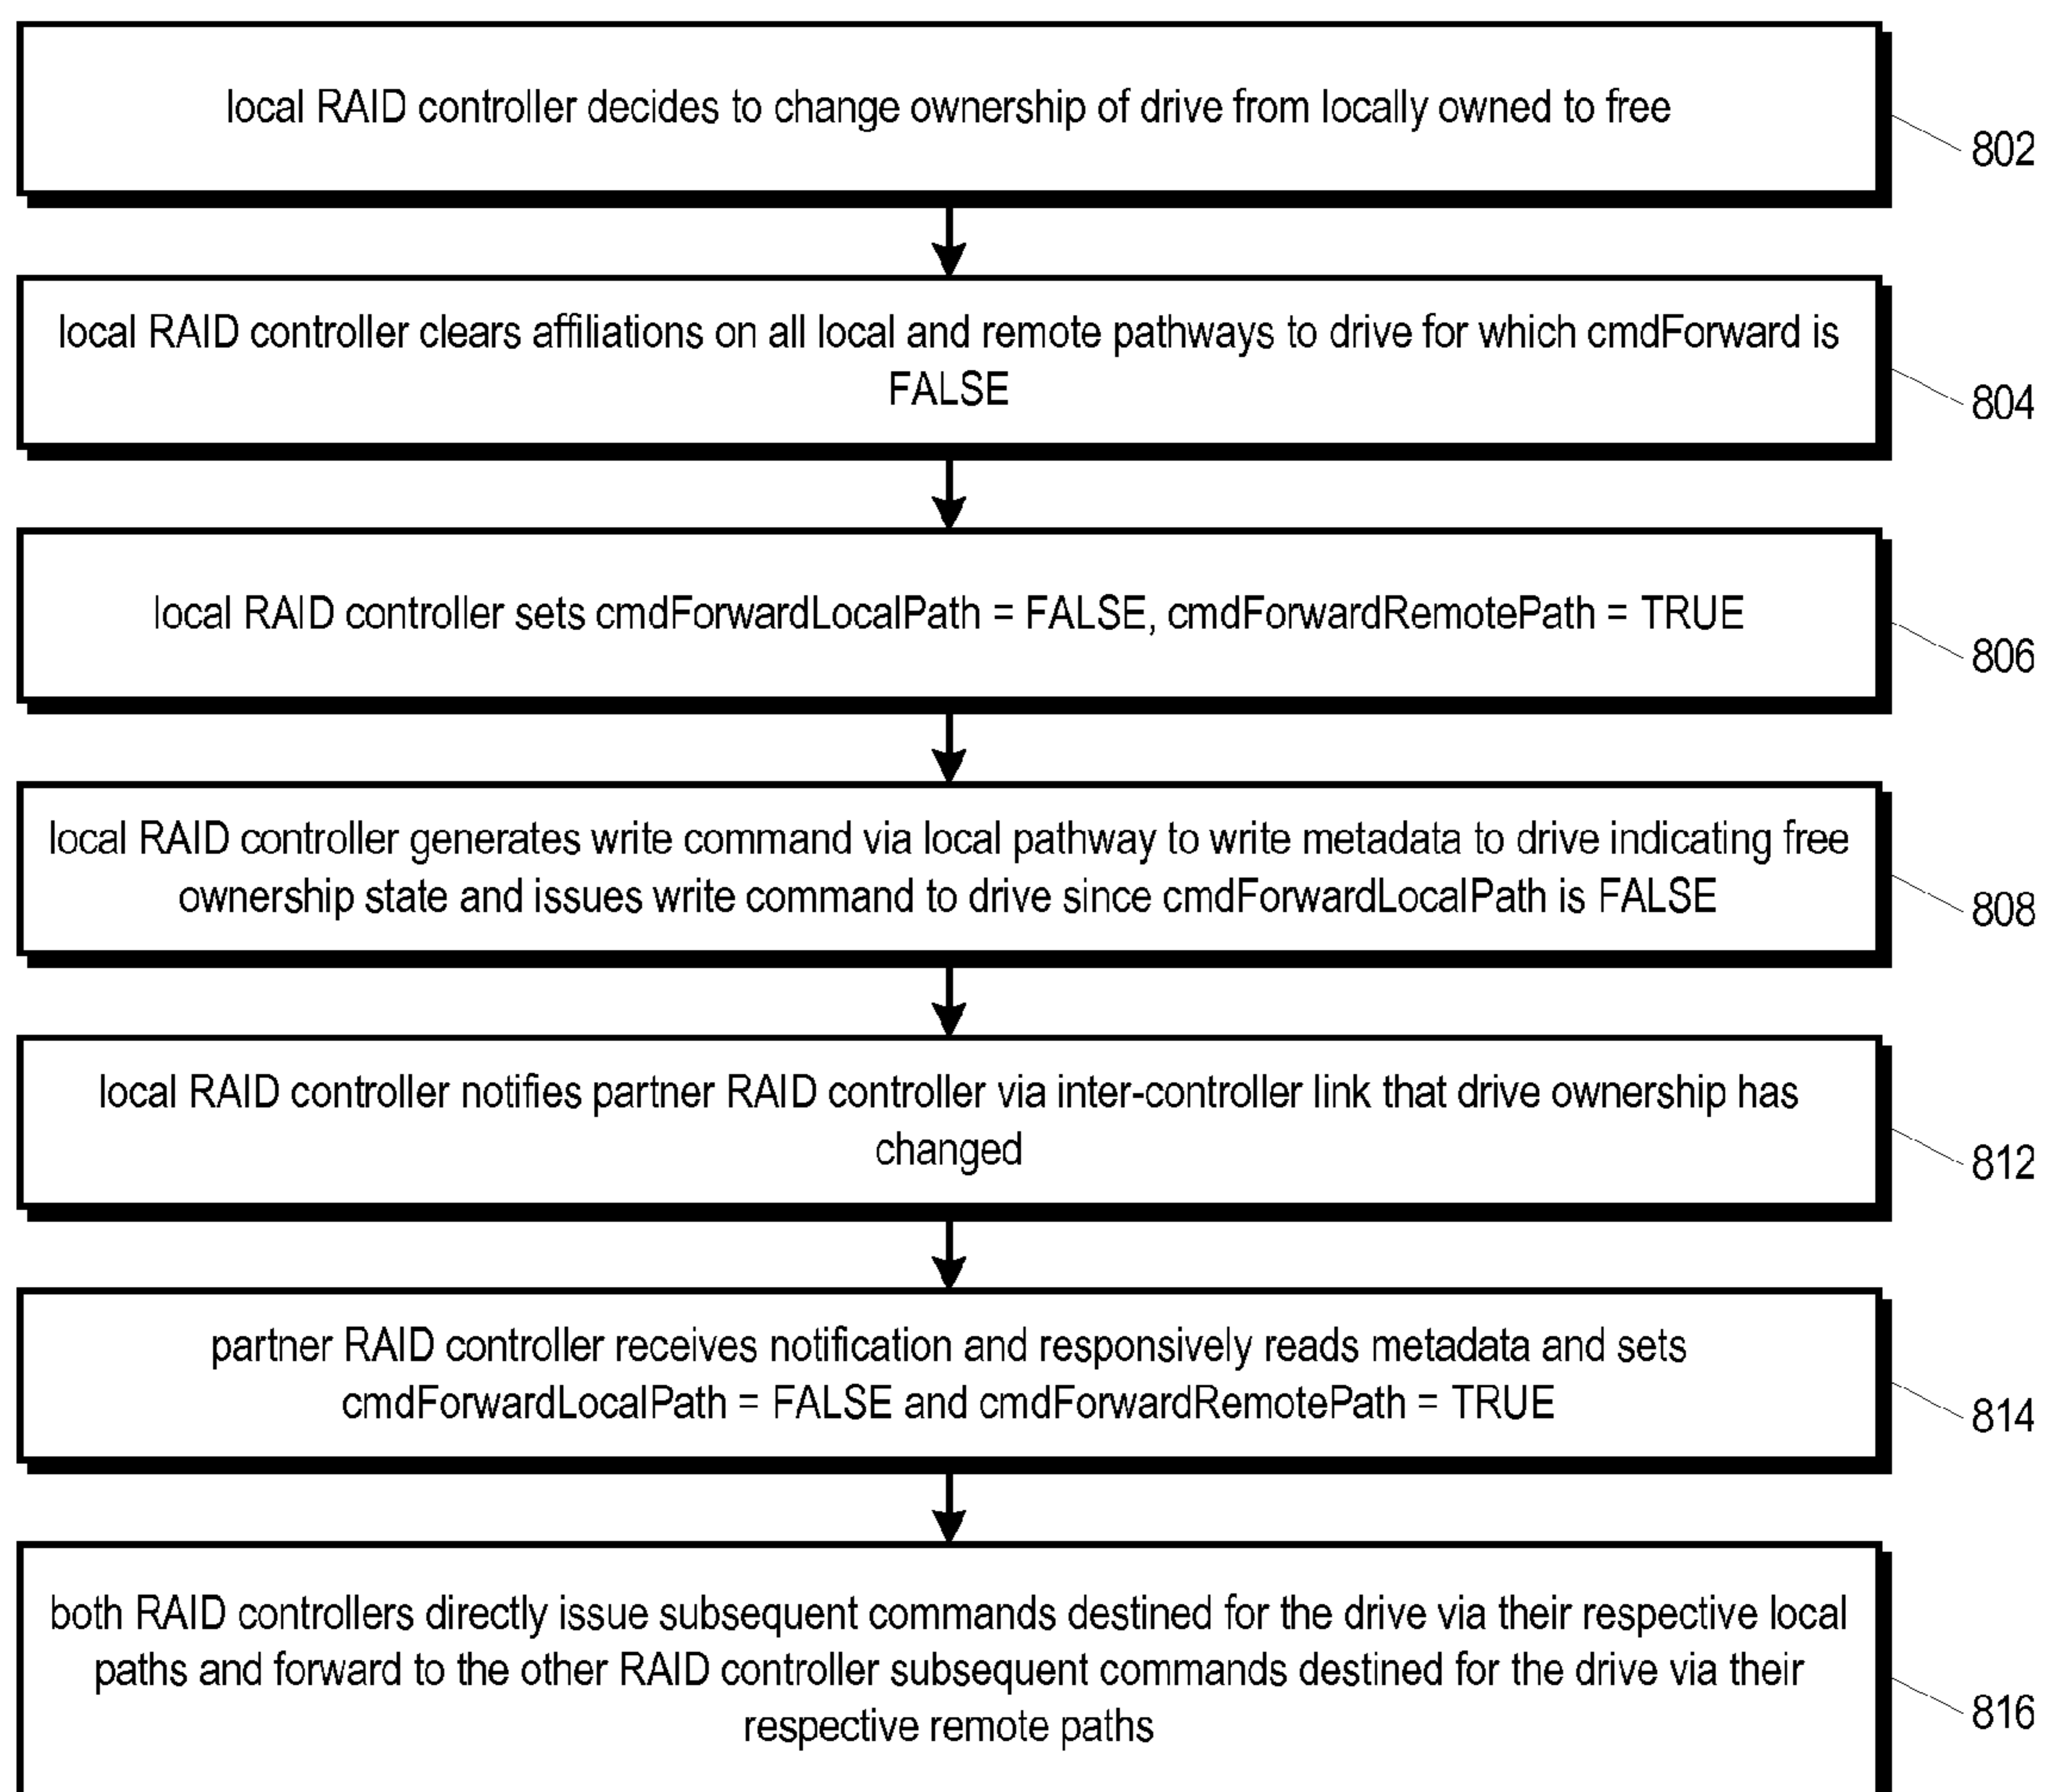 local RAID controller decides to change ownership of drive from locally owned to free
802
local RAID controller clears affiliations on all local and remote pathways to drive for which cmdForward is
FALSE
804
local RAID controller sets cmdForwardLocalPath = FALSE, cmdForwardRemotePath = TRUE
806
local RAID controller generates write command via local pathway to write metadata to drive indicating free
ownership state and issues write command to drive since cmdForwardLocalPath is FALSE
808
local RAID controller notifies partner RAID controller via inter-controller link that drive ownership has
changed
812
partner RAID controller receives notification and responsively reads metadata and sets
cmdForwardLocalPath = FALSE and cmdForwardRemotePath = TRUE
814
both RAID controllers directly issue subsequent commands destined for the drive via their respective local
paths and forward to the other RAID controller subsequent commands destined for the drive via their
respective remote paths
816